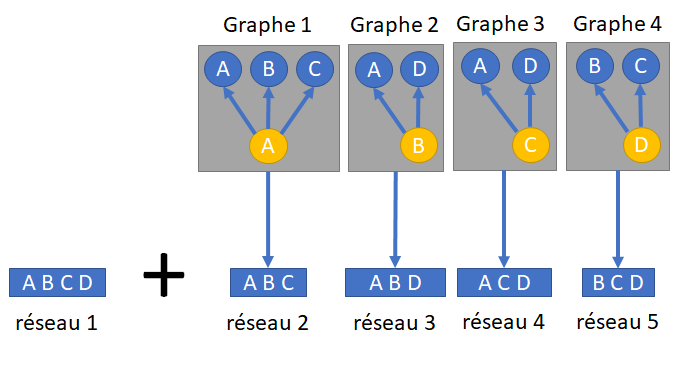 Graphe 1 Graphe 2 Graphe 3 Graphe 4
A B C A D A D B C
A B C D
A B C D + A B C A B D A C D B C D
réseau 1 réseau 2 réseau 3 réseau 4 réseau 5